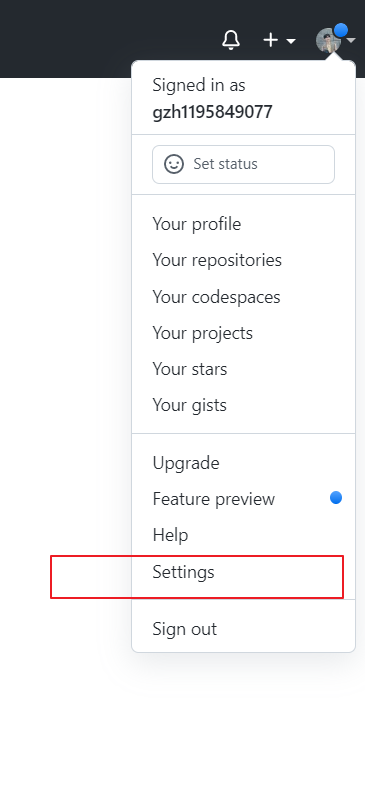 Signed in as
gzh1195849077
Set status
Your profile
Your repositories
Your codespaces
Your projects
Your stars
Your gists
Upgrade
Feature preview
Help
Settings
Sign out